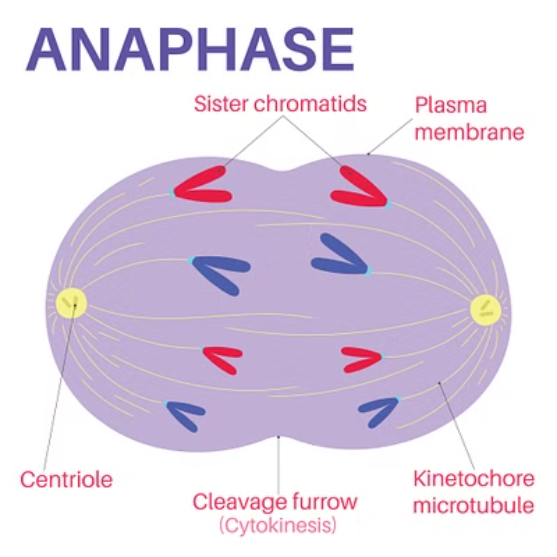 ANAPHASE
Sister chromatids
Plasma
membrane
Centriole
Cleavage furrow
(Cytokinesis)
Kinetochore
microtubule